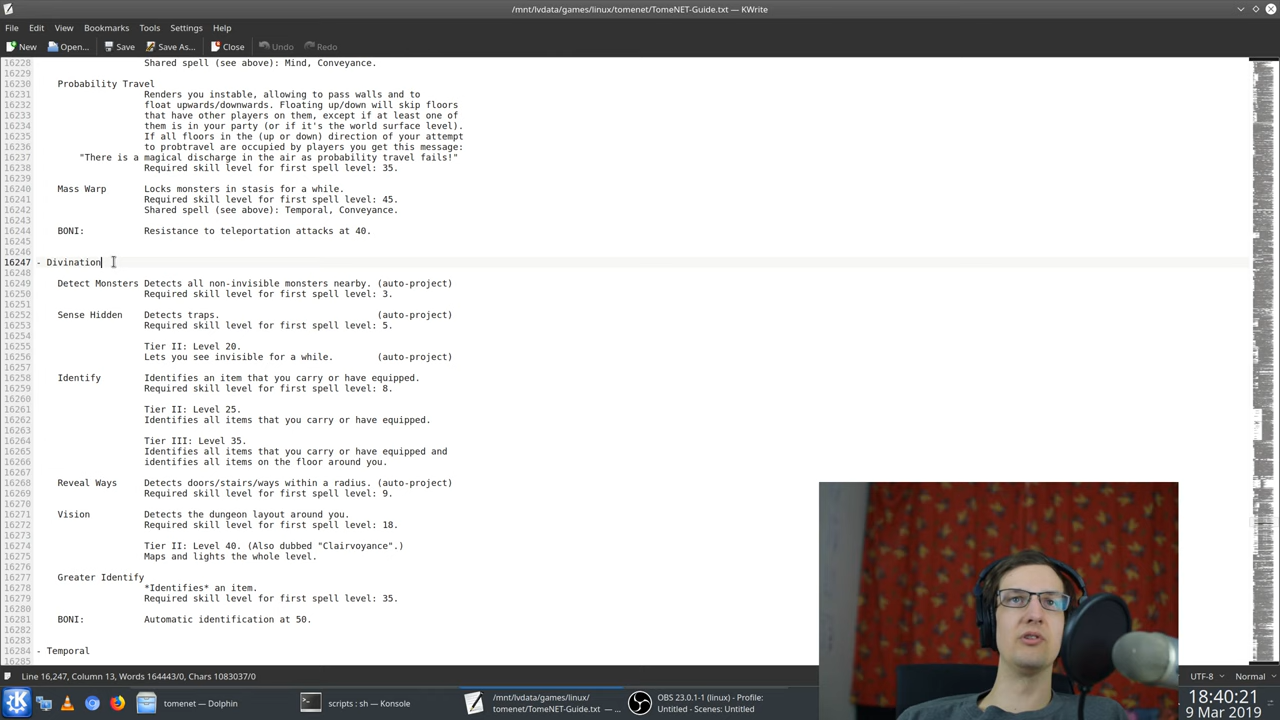 /mnt/lvdata/games/linux/tomenet/TomeNET-Guide.txt — KWrite
File Edit View Bookmarks Tools Settings Help
New Open... Save Save As... Close Undo Redo
16228 Shared spell (see above): Mind, Conveyance.
16229
16230 Probability Travel
16231 Renders you instable, allowing to pass walls and to
16232 float upwards/downwards. Floating up/down will skip floors
16233 that have other players on them, except if at least one of
16234 them is in your party (or if it's the world surface level).
16235 If all floors in the (up or down) direction of your attempt
16236 to probtravel are occupied by players you get this message:
16237 "There is a magical discharge in the air as probability travel fails!"
16238 Required skill level for first spell level: 35.
16239
16240 Mass Warp Locks monsters in stasis for a while.
16241 Required skill level for first spell level: 45.
16242 Shared spell (see above): Temporal, Conveyance.
16243
16244 BONI: Resistance to teleportation attacks at 40.
16245
16246
16247 - Divination
16248
16249 Detect Monsters Detects all non-invisible monsters nearby. (auto-project)
16250 Required skill level for first spell level: 3.
16251
16252 Sense Hidden Detects traps. (auto-project)
16253 Required skill level for first spell level: 5.
16254
16255 Tier II: Level 20.
16256 Lets you see invisible for a while. (auto-project)
16257
16258 Identify Identifies an item that you carry or have equipped.
16259 Required skill level for first spell level: 8.
16260
16261 Tier II: Level 25.
16262 Identifies all items that you carry or have equipped.
16263
16264 Tier III: Level 35.
16265 Identifies all items that you carry or have equipped and
16266 identifies all items on the floor around you.
16267
16268 Reveal Ways Detects doors/stairs/ways within a radius. (auto-project)
16269 Required skill level for first spell level: 9.
16270
16271 Vision Detects the dungeon layout around you.
16272 Required skill level for first spell level: 18.
16273
16274 Tier II: Level 40. (Also dubbed "Clairvoyance".)
16275 Maps and lights the whole level.
16276
16277 Greater Identify
16278 *Identifies* an item.
16279 Required skill level for first spell level: 35.
16280
16281 BONI: Automatic identification at 50.
16282
16283
16284 - Temporal
16285
Line 16,247, Column 13, Words 164443/0, Chars 1083037/0 UTF-8 Normal
tomenet — Dolphin
scripts : sh — Konsole
/mnt/lvdata/games/linux/
tomenet/TomeNET-Guide.txt — ...
OBS 23.0.1-1 (linux) - Profile:
Untitled - Scenes: Untitled
18:40:21
9 Mar 2019